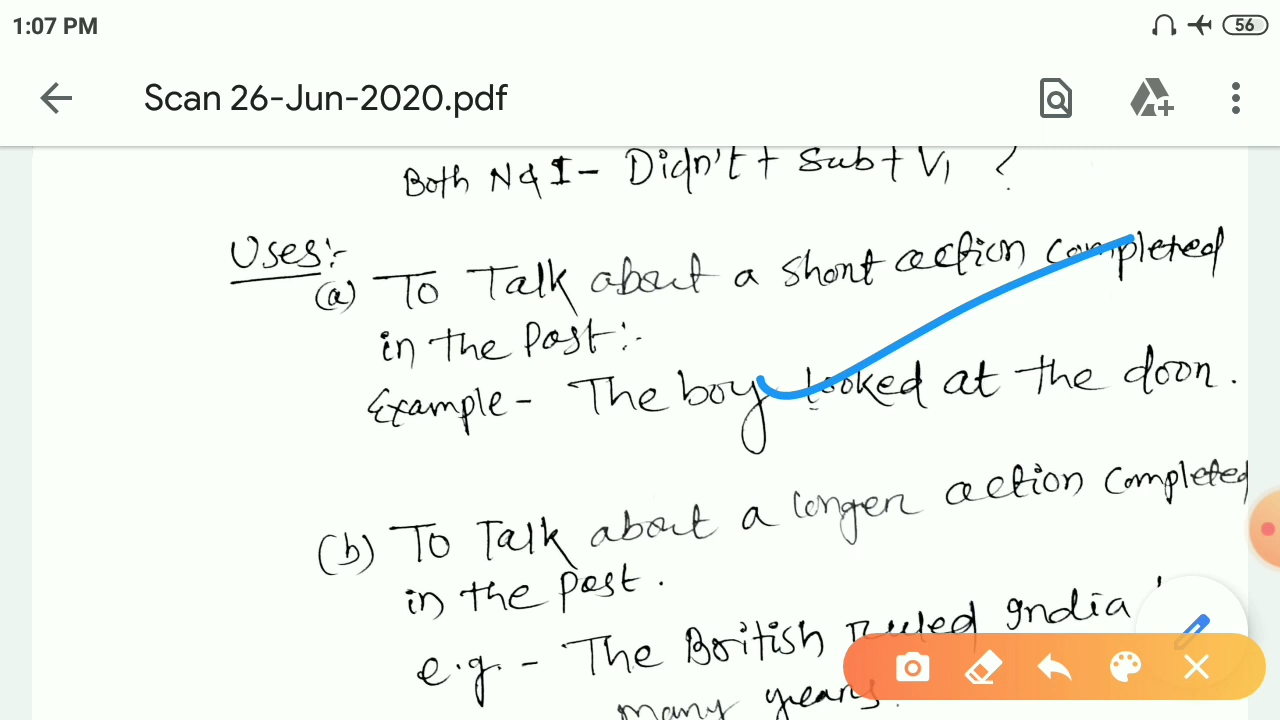 1:07 PM
56
Scan 26-Jun-2020.pdf
Both N & I - Didn't + Sub + V1 ?
Uses:-
(a) To Talk about a short action completed
in the Past:-
Example - The boy looked at the door.
(b) To Talk about a longer action completed
in the past.
e.g. - The British Ruled India
many years.